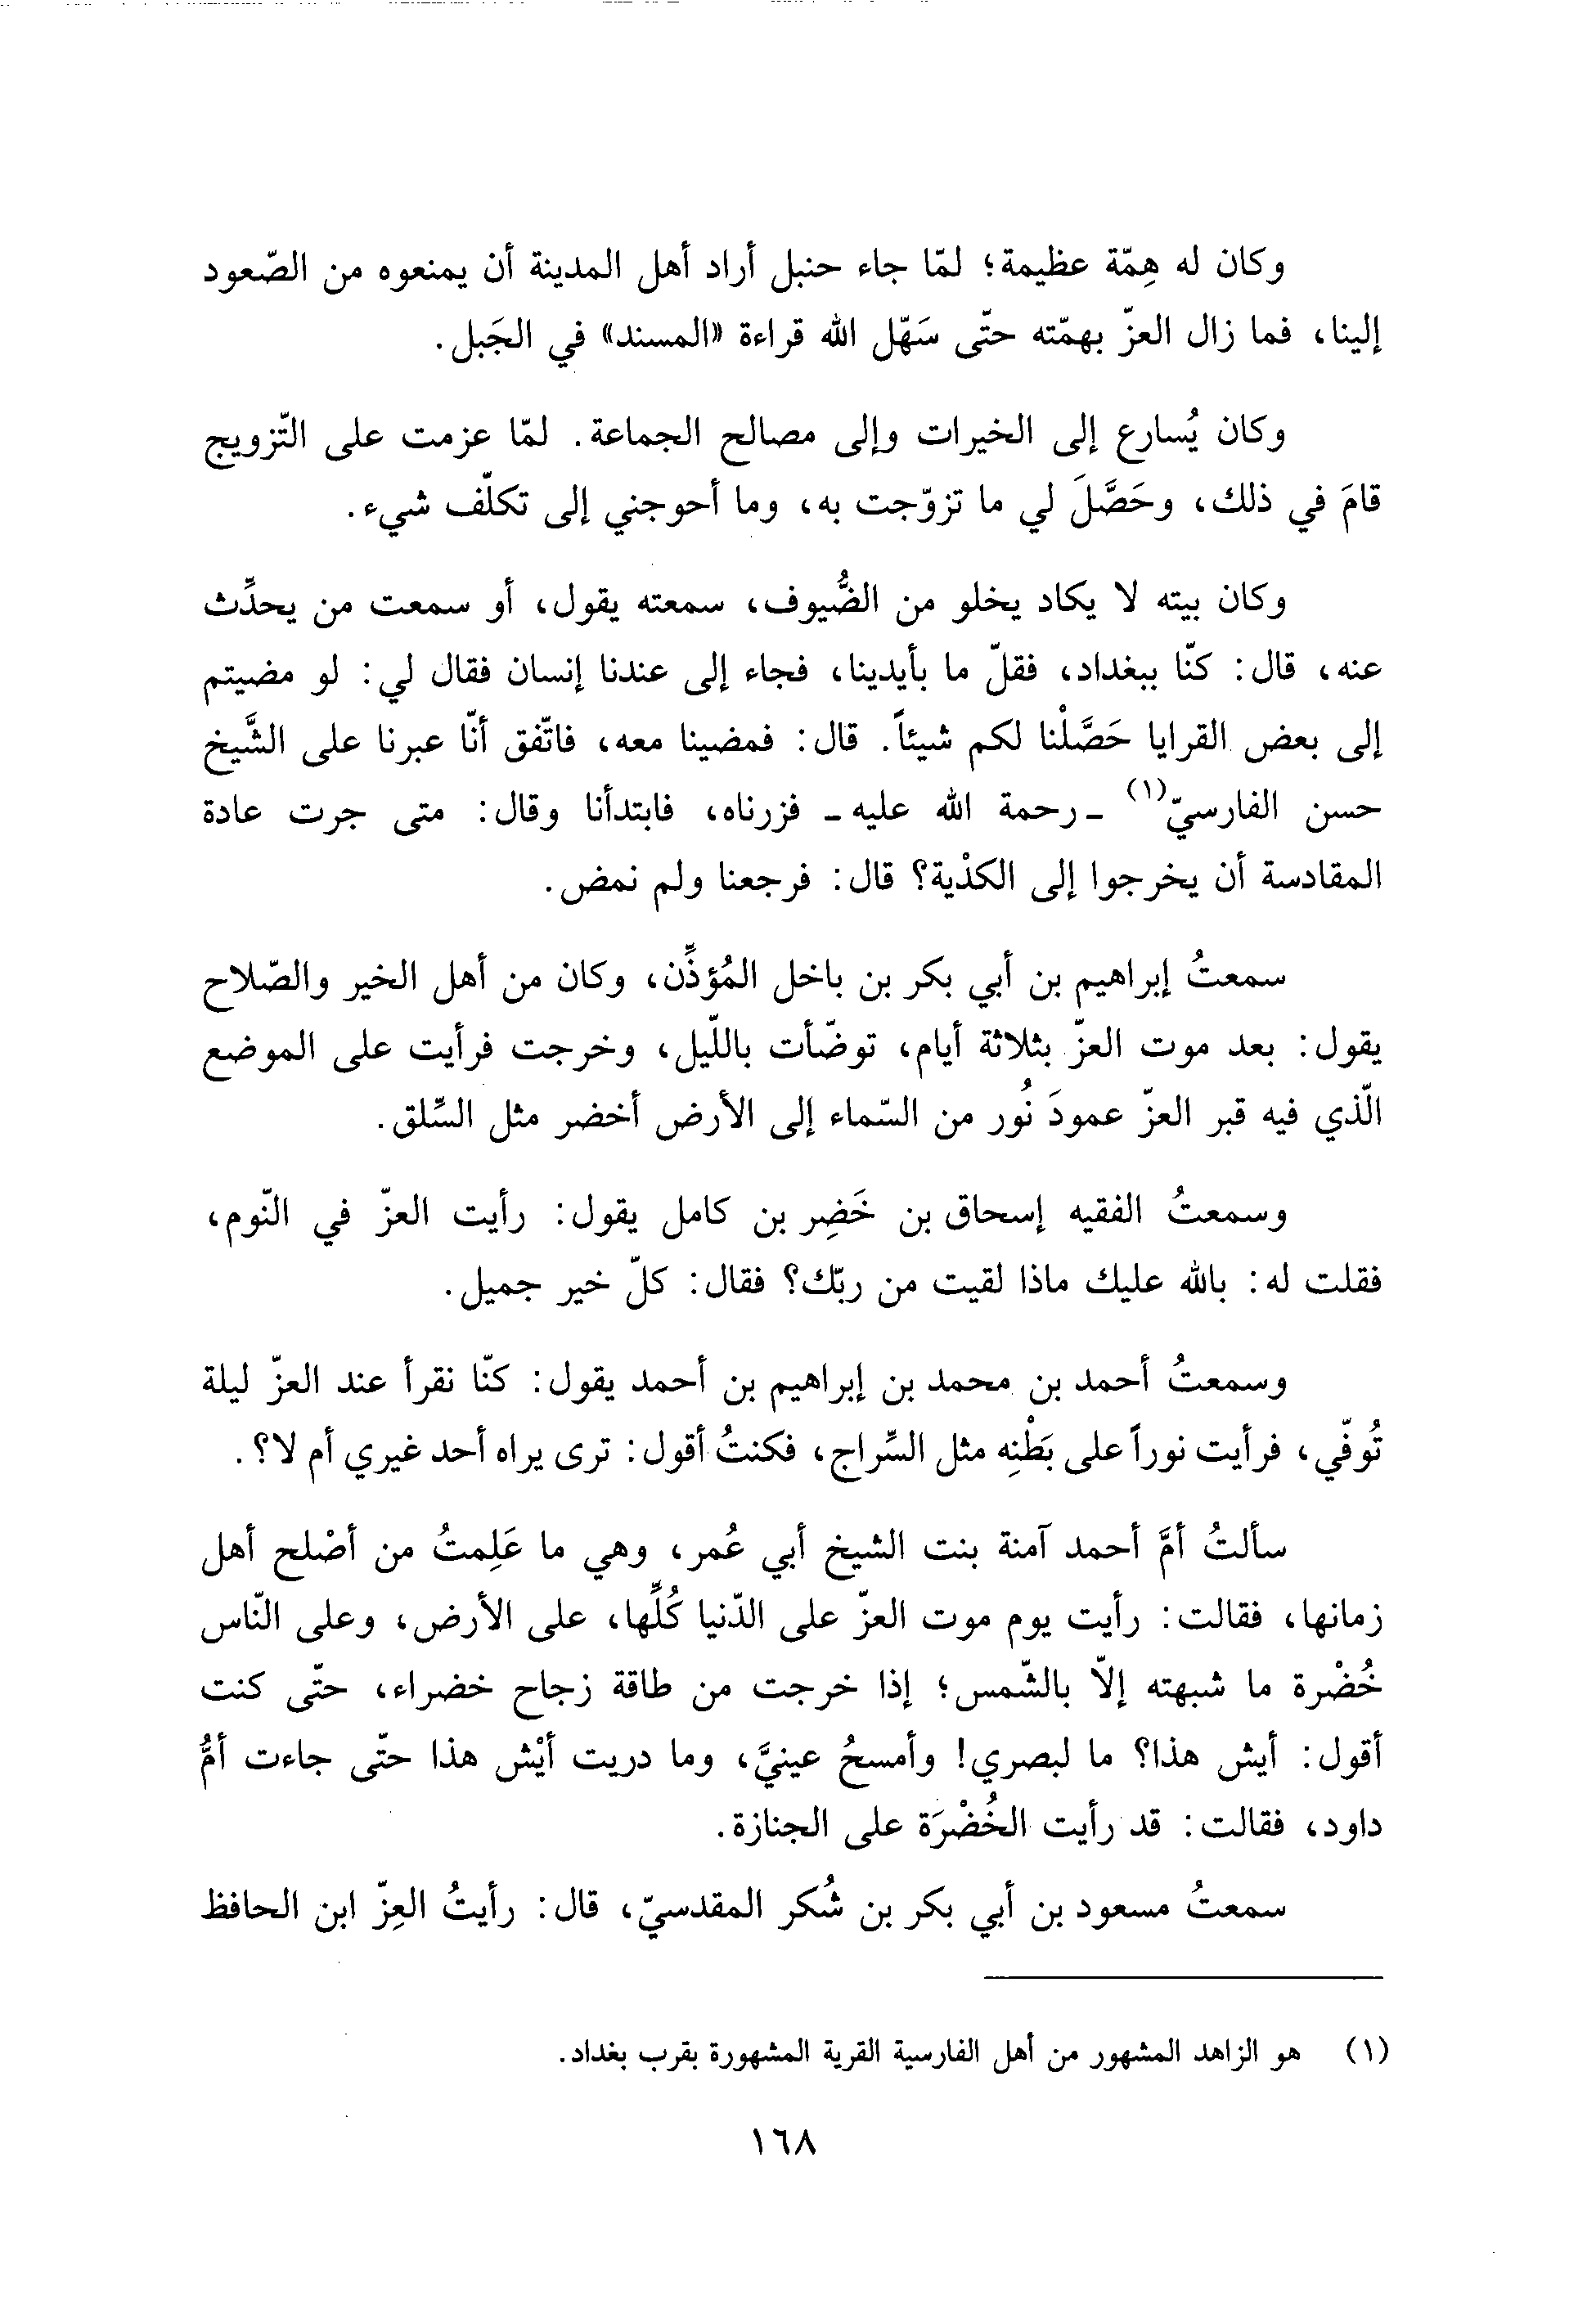 وكان له هِمّة عظيمة؛ لمّا جاء حنبل أراد أهل المدينة أن يمنعوه من الصّعود
إلينا، فما زال العزّ بهمّته حتّى سَهّل الله قراءة «المسند» في الجَبل.
وكان يُسارع إلى الخيرات وإلى مصالح الجماعة. لمّا عزمت على التّزويج
قامَ في ذلك، وحَصَّلَ لي ما تزوّجت به، وما أحوجني إلى تكلّف شيء.
وكان بيته لا يكاد يخلو من الضُّيوف، سمعته يقول، أو سمعت من يحدِّث
عنه، قال: كنّا ببغداد، فقلّ ما بأيدينا، فجاء إلى عندنا إنسان فقال لي: لو مضيتم
إلى بعض القرايا حَصَّلْنا لكم شيئاً. قال: فمضينا معه، فاتّفق أنّا عبرنا على الشَّيخ
حسن الفارسيّ(١) ـ رحمة الله عليه ـ فزرناه، فابتدأنا وقال: متى جرت عادة
المقادسة أن يخرجوا إلى الكدْية؟ قال: فرجعنا ولم نمض.
سمعتُ إبراهيم بن أبي بكر بن باخل المُؤذِّن، وكان من أهل الخير والصّلاح
يقول: بعد موت العزّ بثلاثة أيام، توضّأت باللّيل، وخرجت فرأيت على الموضع
الّذي فيه قبر العزّ عمودَ نُور من السّماء إلى الأرض أخضر مثل السِّلق.
وسمعتُ الفقيه إسحاق بن خَضِر بن كامل يقول: رأيت العزّ في النّوم،
فقلت له: بالله عليك ماذا لقيت من ربّك؟ فقال: كلّ خير جميل.
وسمعتُ أحمد بن محمد بن إبراهيم بن أحمد يقول: كنّا نقرأ عند العزّ ليلة
تُوفّي، فرأيت نوراً على بَطْنِه مثل السِّراج، فكنتُ أقول: ترى يراه أحد غيري أم لا؟.
سألتُ أمَّ أحمد آمنة بنت الشيخ أبي عُمر، وهي ما عَلِمتُ من أصْلح أهل
زمانها، فقالت: رأيت يوم موت العزّ على الدّنيا كُلِّها، على الأرض، وعلى النّاس
خُضْرة ما شبهته إلاّ بالشّمس؛ إذا خرجت من طاقة زجاح خضراء، حتّى كنت
أقول: أيش هذا؟ ما لبصري! وأمسحُ عينيَّ، وما دريت أيْش هذا حتّى جاءت أمُّ
داود، فقالت: قد رأيت الخُضْرَة على الجنازة.
سمعتُ مسعود بن أبي بكر بن شُكر المقدسيّ، قال: رأيتُ العِزّ ابن الحافظ
(١) هو الزاهد المشهور من أهل الفارسية القرية المشهورة بقرب بغداد.
١٦٨